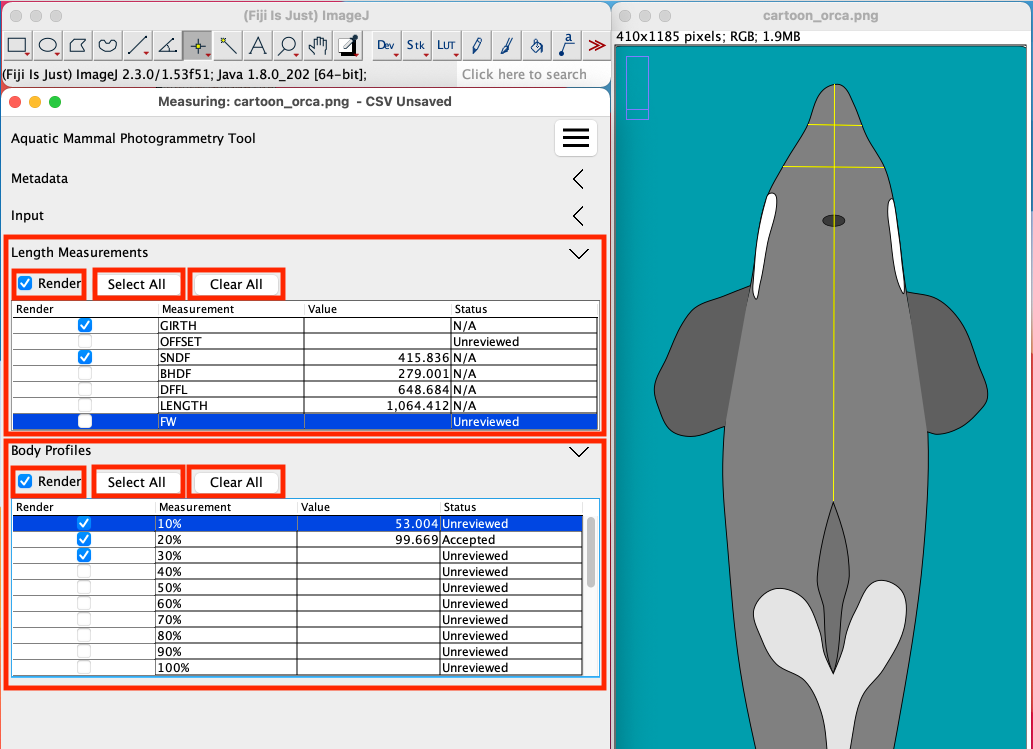 (Fiji Is Just) ImageJ
Dev Stk LUT a
(Fiji Is Just) ImageJ 2.3.0/1.53f51; Java 1.8.0_202 [64-bit];
Click here to search
Measuring: cartoon_orca.png - CSV Unsaved
Aquatic Mammal Photogrammetry Tool
Metadata
Input
Length Measurements
Render Select All Clear All
Render Measurement Value Status
GIRTH N/A
OFFSET Unreviewed
SNDF 415.836 N/A
BHDF 279.001 N/A
DFFL 648.684 N/A
LENGTH 1,064.412 N/A
FW Unreviewed
Body Profiles
Render Select All Clear All
Render Measurement Value Status
10% 53.004 Unreviewed
20% 99.669 Accepted
30% Unreviewed
40% Unreviewed
50% Unreviewed
60% Unreviewed
70% Unreviewed
80% Unreviewed
90% Unreviewed
100% Unreviewed
cartoon_orca.png
410x1185 pixels; RGB; 1.9MB